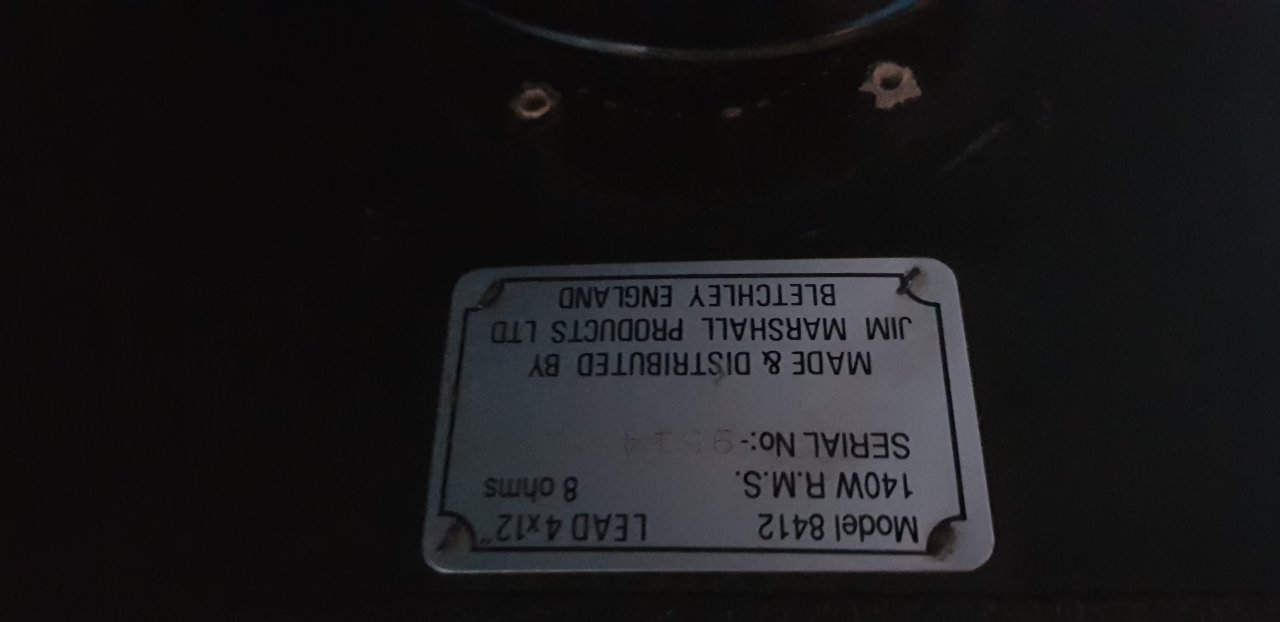 Model 8412 LEAD 4x12"
140W R.M.S. 8 ohms
SERIAL No:-
MADE & DISTRIBUTED BY
JIM MARSHALL PRODUCTS LTD
BLETCHLEY ENGLAND